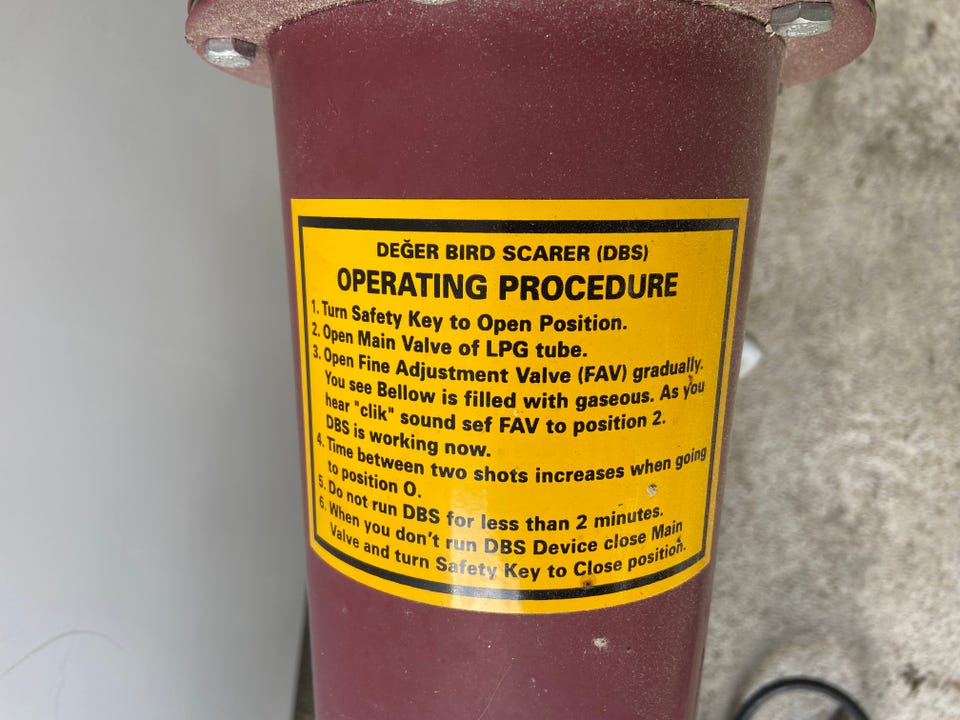 DEĞER BIRD SCARER (DBS)
OPERATING PROCEDURE
1. Turn Safety Key to Open Position.
2. Open Main Valve of LPG tube.
3. Open Fine Adjustment Valve (FAV) gradually.
You see Bellow is filled with gaseous. As you
hear "clik" sound sef FAV to position 2.
DBS is working now.
4. Time between two shots increases when going
to position O.
5. Do not run DBS for less than 2 minutes.
6. When you don't run DBS Device close Main
Valve and turn Safety Key to Close position.